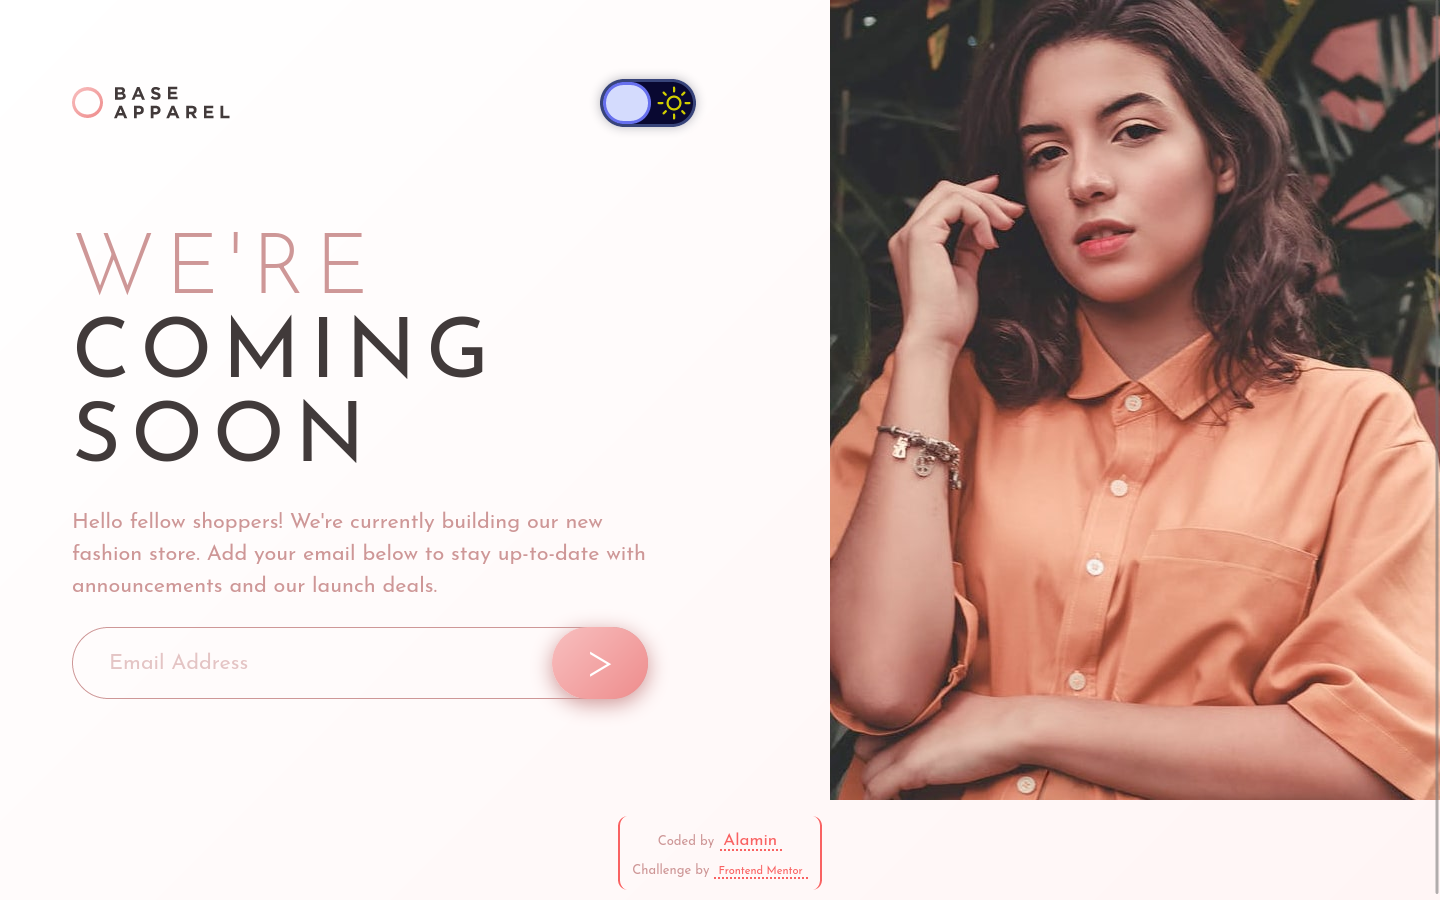 BASE
APPAREL
WE'RE
COMING
SOON
Hello fellow shoppers! We're currently building our new
fashion store. Add your email below to stay up-to-date with
announcements and our launch deals.
Email Address
Coded by Alamin
Challenge by Frontend Mentor